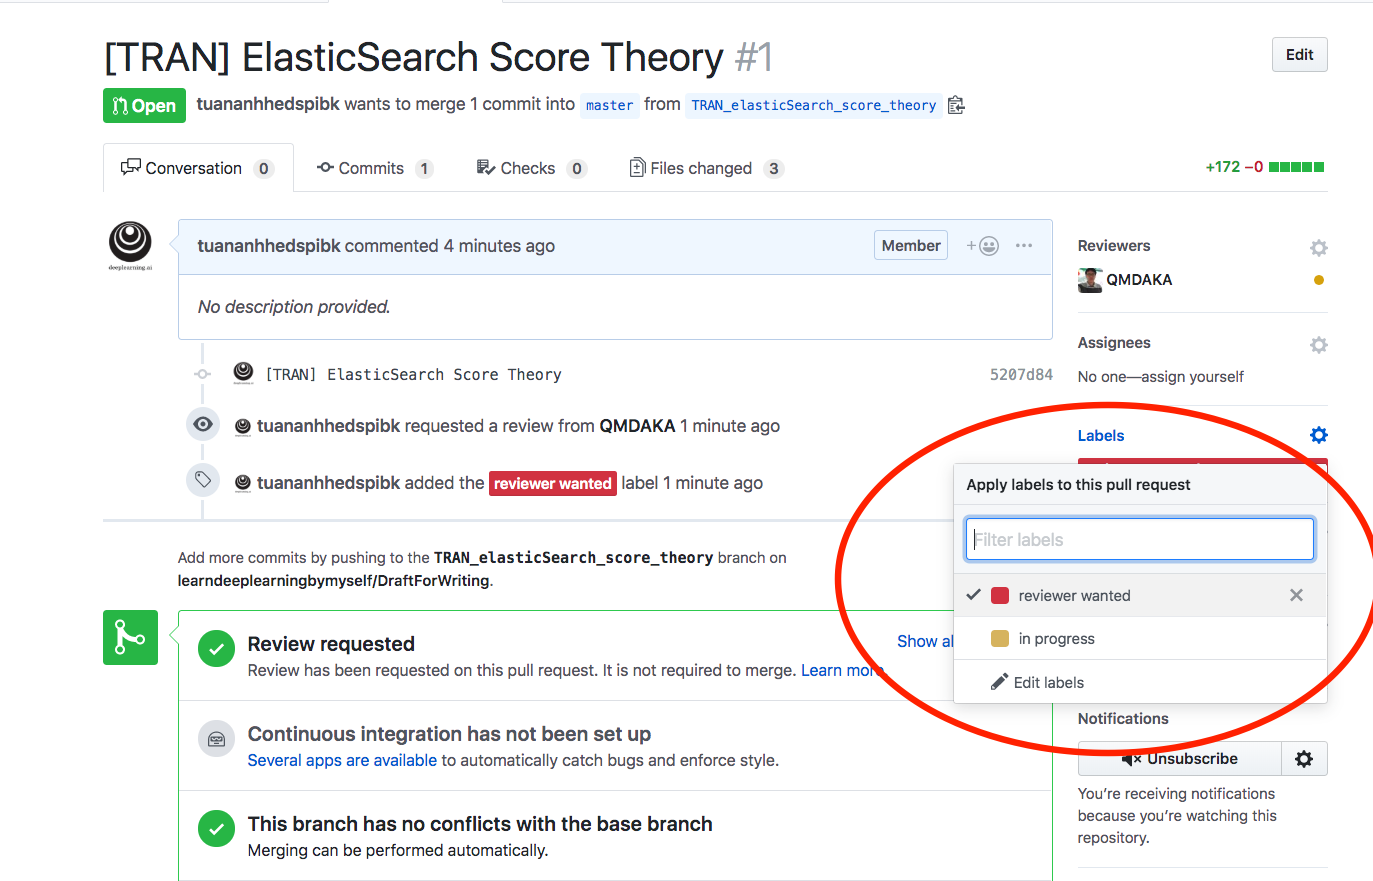 [TRAN] ElasticSearch Score Theory #1
Edit
Open tuananhhedspibk wants to merge 1 commit into master from TRAN_elasticSearch_score_theory
Conversation 0 Commits 1 Checks 0 Files changed 3
+172 −0
tuananhhedspibk commented 4 minutes ago
Member
No description provided.
deeplearning.ai
[TRAN] ElasticSearch Score Theory 5207d84
tuananhhedspibk requested a review from QMDAKA 1 minute ago
tuananhhedspibk added the reviewer wanted label 1 minute ago
Add more commits by pushing to the TRAN_elasticSearch_score_theory branch on
learndeeplearningbymyself/DraftForWriting.
Review requested
Show al
Review has been requested on this pull request. It is not required to merge. Learn more
Continuous integration has not been set up
Several apps are available to automatically catch bugs and enforce style.
This branch has no conflicts with the base branch
Merging can be performed automatically.
Reviewers
QMDAKA
Assignees
No one—assign yourself
Labels
Apply labels to this pull request
Filter labels
reviewer wanted
in progress
Edit labels
Notifications
Unsubscribe
You're receiving notifications
because you're watching this
repository.